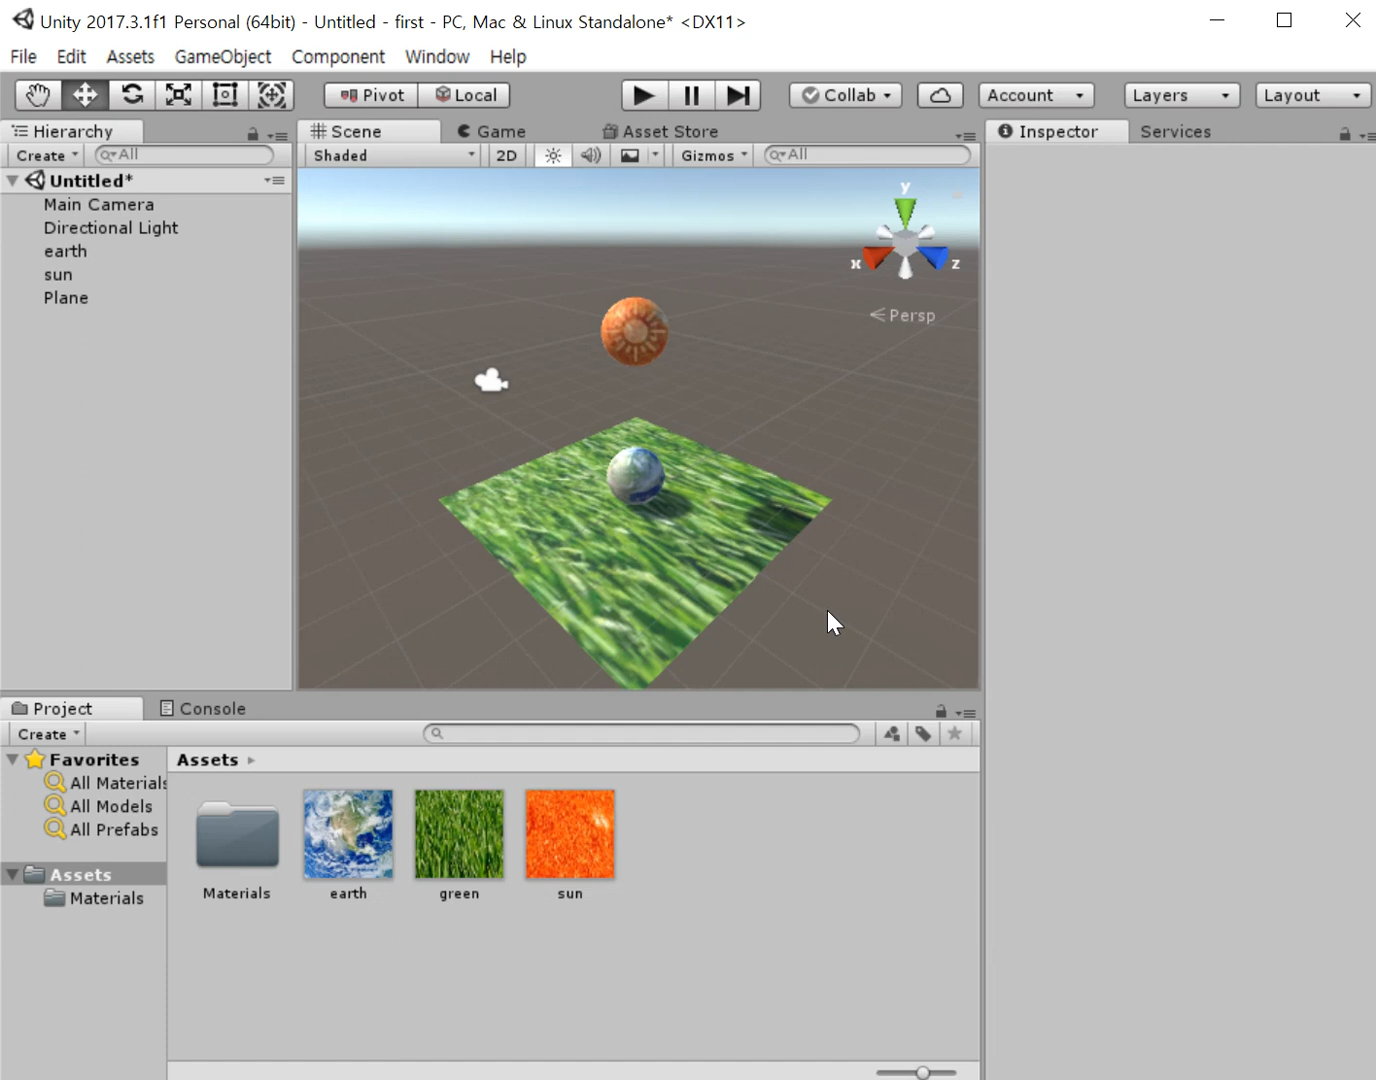 Unity 2017.3.1f1 Personal (64bit) - Untitled - first - PC, Mac & Linux Standalone* <DX11>
File Edit Assets GameObject Component Window Help
Pivot Local Collab Account Layers Layout
Hierarchy
Create All
Untitled*
Main Camera
Directional Light
earth
sun
Plane
Scene Game Asset Store
Shaded 2D Gizmos All
y
x z
Persp
Inspector Services
Project Console
Create
Favorites
All Materials
All Models
All Prefabs
Assets
Materials
Assets
Materials earth green sun